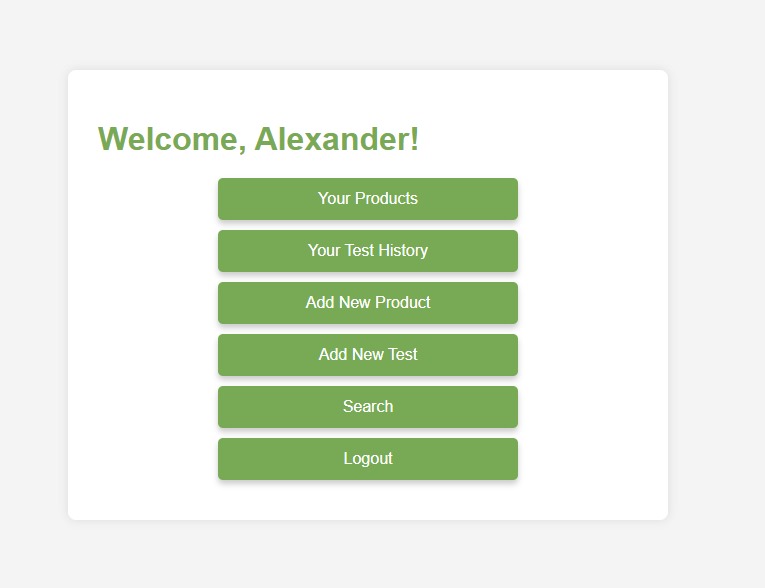 Welcome, Alexander!
Your Products
Your Test History
Add New Product
Add New Test
Search
Logout